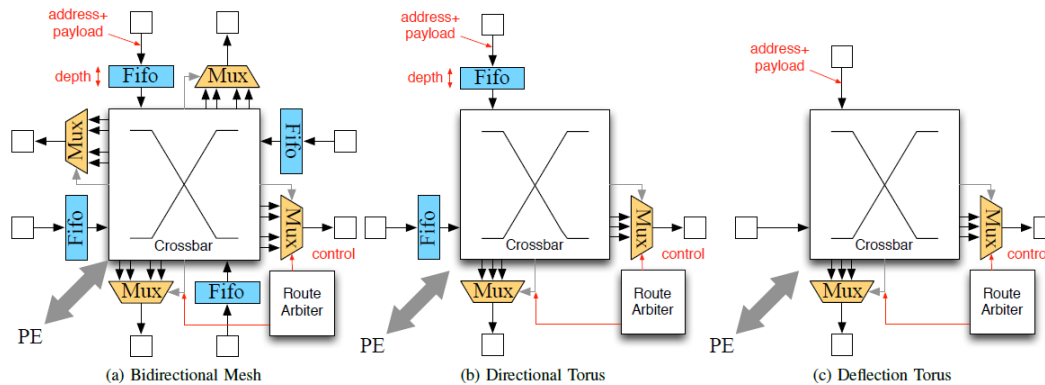 address+
payload
depth
Fifo
Mux
Mux
Fifo
Fifo
Mux
Crossbar
control
Mux
Fifo
Route
Arbiter
PE
(a) Bidirectional Mesh
address+
payload
depth
Fifo
Fifo
Mux
Crossbar
control
Mux
Route
Arbiter
PE
(b) Directional Torus
address+
payload
Mux
Crossbar
control
Mux
Route
Arbiter
PE
(c) Deflection Torus